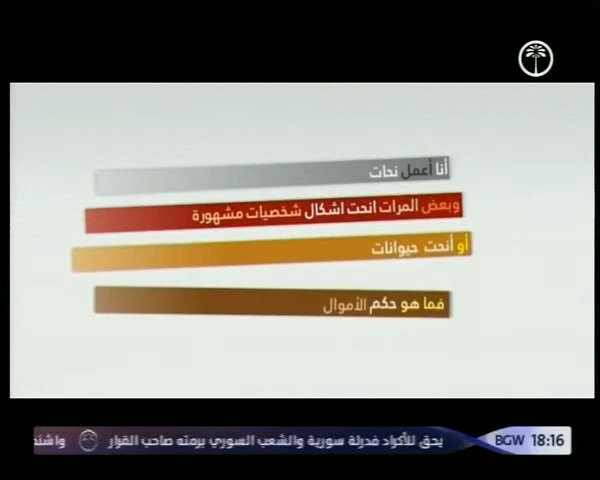 أنا أعمل نحات
وبعض المرات انحت اشكال شخصيات مشهورة
أو أنحت حيوانات
فما هو حكم الأموال
BGW 18:16
يحق للأكراد فدرلة سورية والشعب السوري برمته صاحب القرار